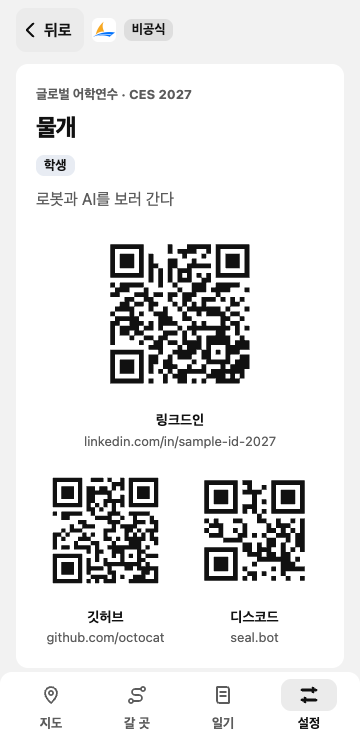 뒤로
비공식
글로벌 어학연수 · CES 2027
물개
학생
로봇과 AI를 보러 간다
링크드인
linkedin.com/in/sample-id-2027
깃허브
디스코드
github.com/octocat
seal.bot
지도
갈 곳
일기
설정